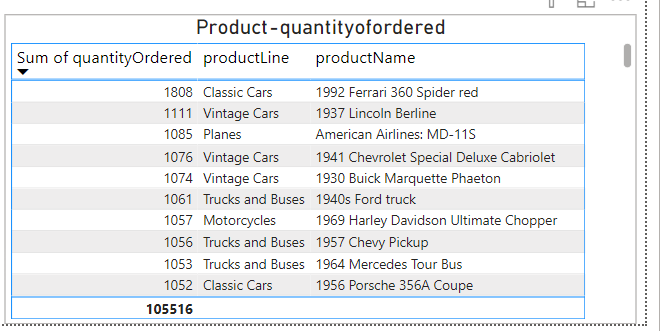 Product-quantityofordered
Sum of quantityOrdered productLine productName
1808 Classic Cars 1992 Ferrari 360 Spider red
1111 Vintage Cars 1937 Lincoln Berline
1085 Planes American Airlines: MD-11S
1076 Vintage Cars 1941 Chevrolet Special Deluxe Cabriolet
1074 Vintage Cars 1930 Buick Marquette Phaeton
1061 Trucks and Buses 1940s Ford truck
1057 Motorcycles 1969 Harley Davidson Ultimate Chopper
1056 Trucks and Buses 1957 Chevy Pickup
1053 Trucks and Buses 1964 Mercedes Tour Bus
1052 Classic Cars 1956 Porsche 356A Coupe
105516